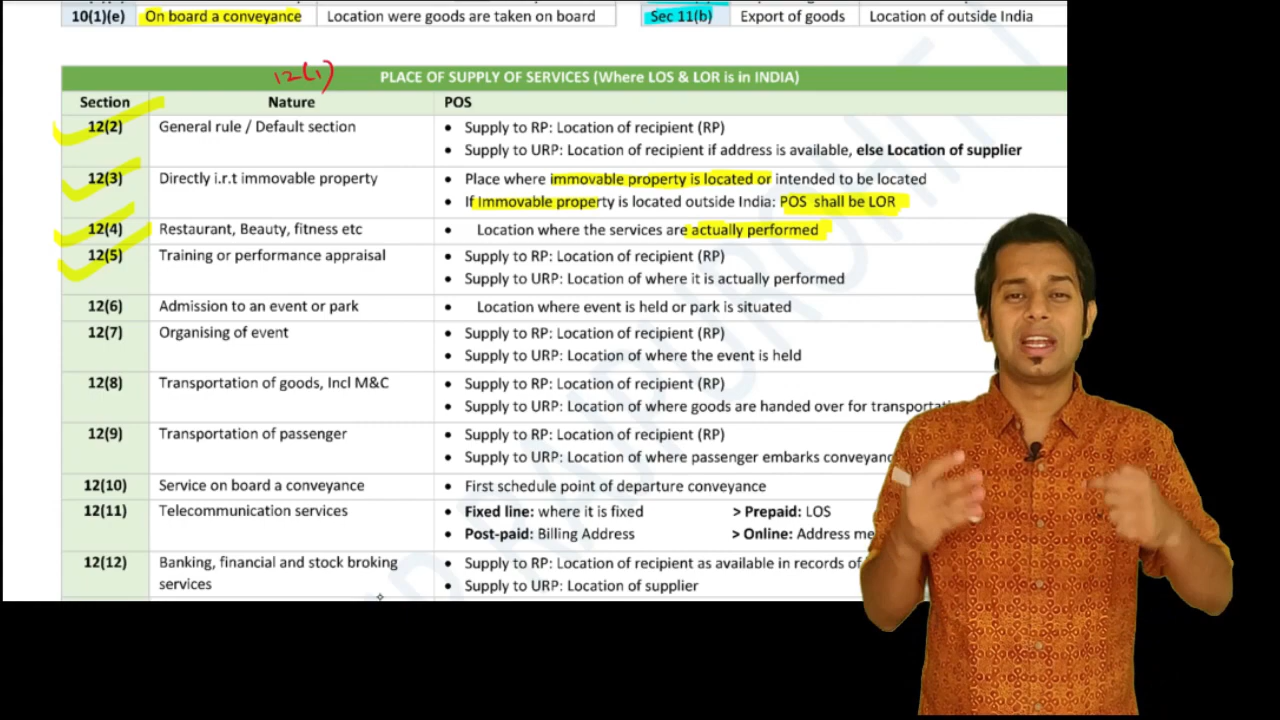 10(1)(e) On board a conveyance Location were goods are taken on board Sec 11(b) Export of goods Location of outside India
12(1)
PLACE OF SUPPLY OF SERVICES (Where LOS & LOR is in INDIA)
Section Nature POS
12(2) General rule / Default section • Supply to RP: Location of recipient (RP)
• Supply to URP: Location of recipient if address is available, else Location of supplier
12(3) Directly i.r.t immovable property • Place where immovable property is located or intended to be located
• If Immovable property is located outside India: POS shall be LOR
12(4) Restaurant, Beauty, fitness etc • Location where the services are actually performed
12(5) Training or performance appraisal • Supply to RP: Location of recipient (RP)
• Supply to URP: Location of where it is actually performed
12(6) Admission to an event or park • Location where event is held or park is situated
12(7) Organising of event • Supply to RP: Location of recipient (RP)
• Supply to URP: Location of where the event is held
12(8) Transportation of goods, Incl M&C • Supply to RP: Location of recipient (RP)
• Supply to URP: Location of where goods are handed over for
12(9) Transportation of passenger • Supply to RP: Location of recipient (RP)
• Supply to URP: Location of where passenger embarks
12(10) Service on board a conveyance • First schedule point of departure conveyance
12(11) Telecommunication services • Fixed line: where it is fixed > Prepaid: LOS
• Post-paid: Billing Address > Online: Address
12(12) Banking, financial and stock broking • Supply to RP: Location of recipient as available in records of
services • Supply to URP: Location of supplier